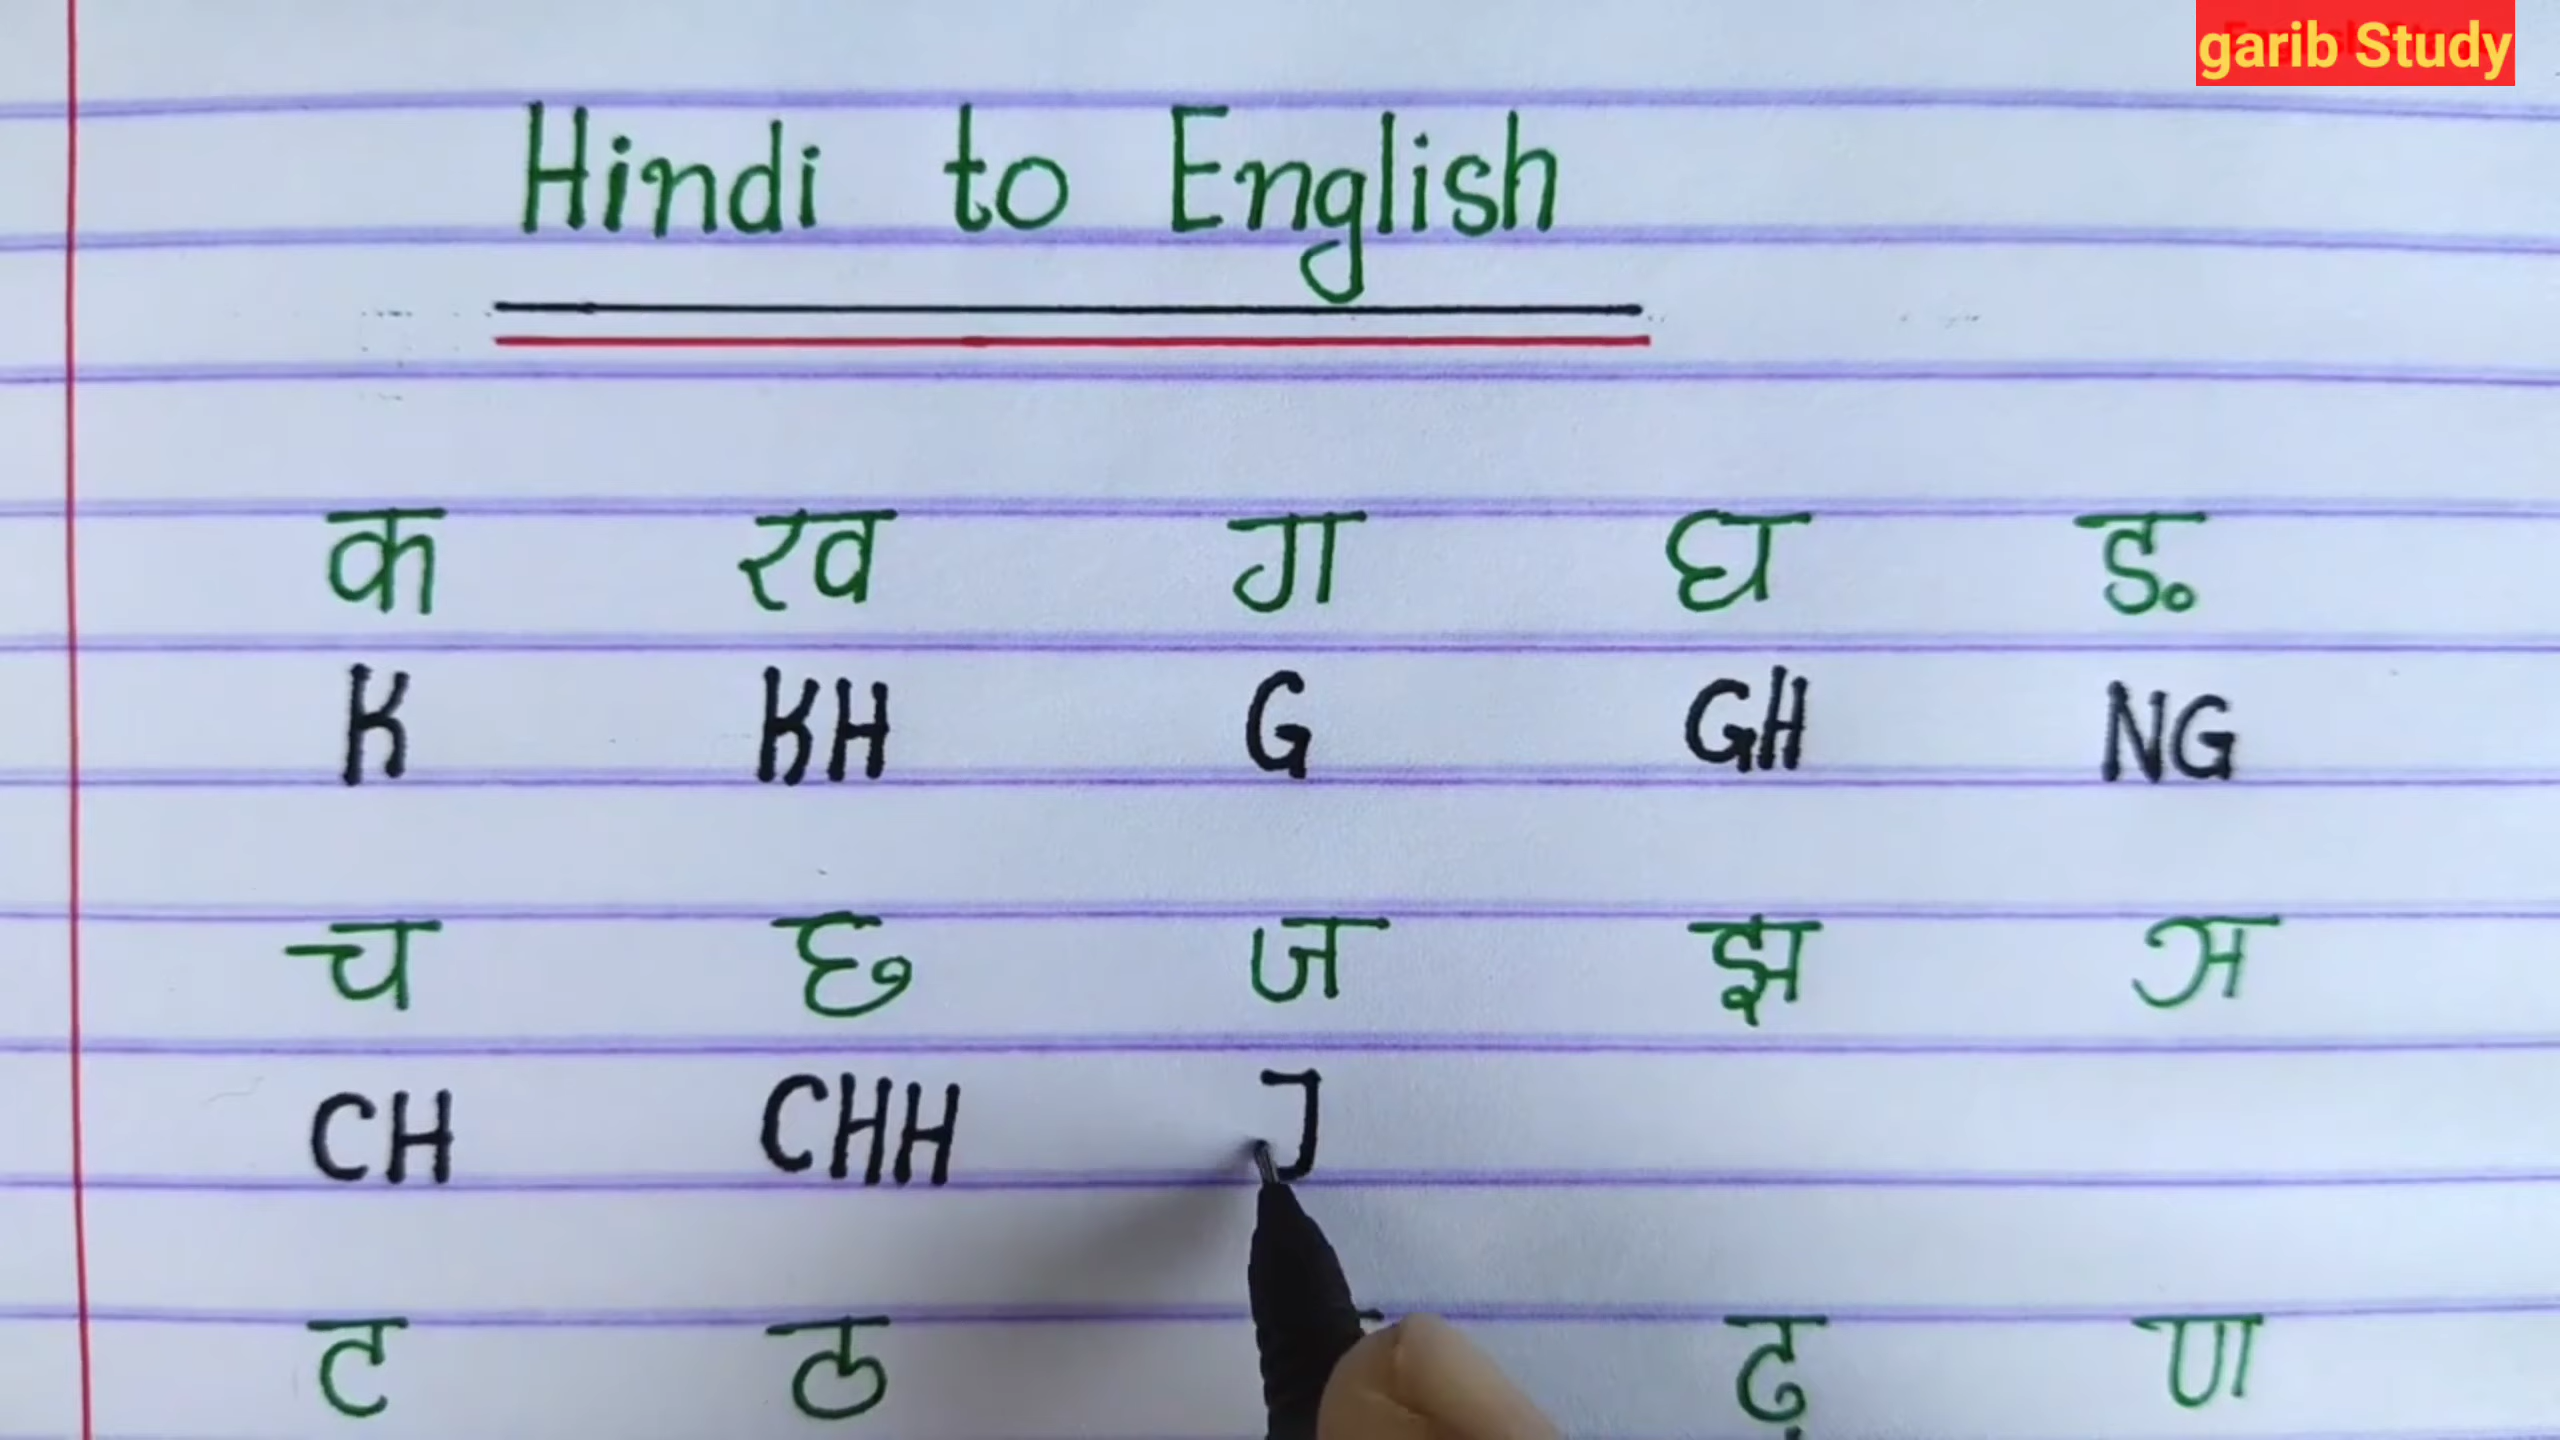 garib Study
Hindi to English
क ख ग घ ङ
K KH G GH NG
च छ ज झ ञ
CH CHH J
ट ठ ढ़ ण